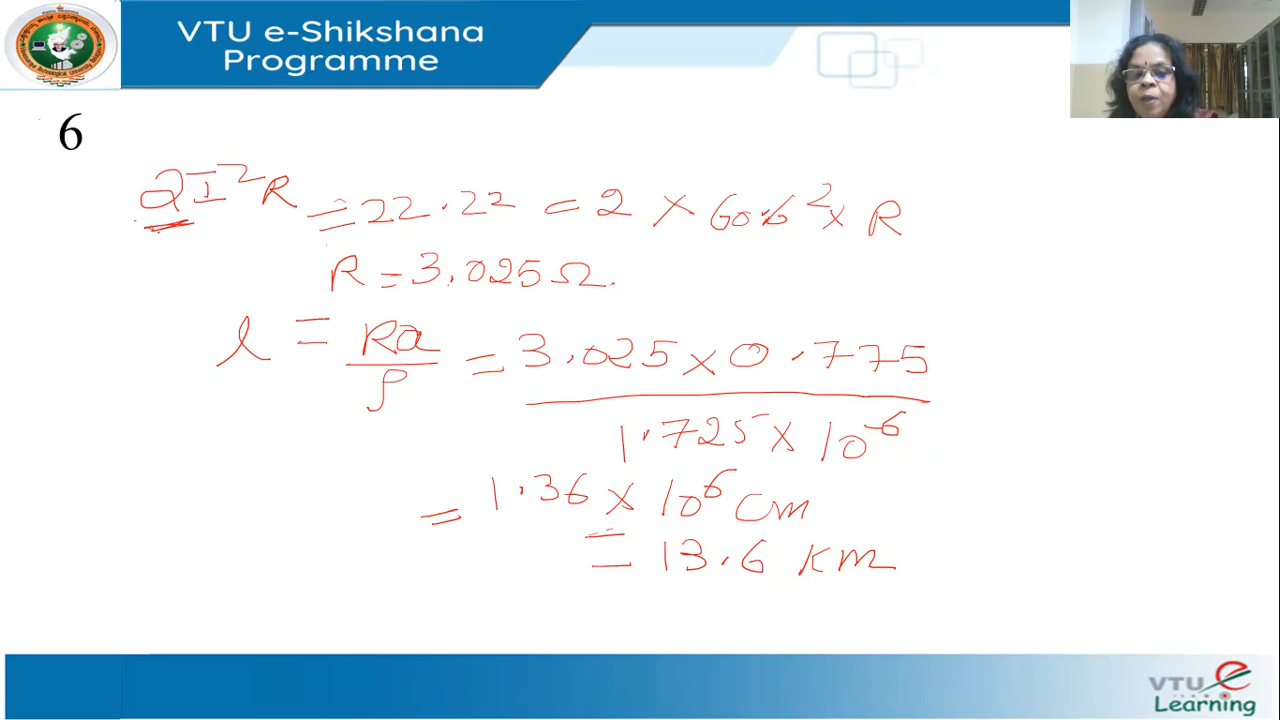 VTU e-Shikshana
Programme
6
2I²R = 22.22 = 2 × 60.6² × R
R = 3.025 Ω.
l = Ra/ρ = 3.025 × 0.775 / 1.725 × 10⁻⁶
= 1.36 × 10⁶ cm
= 13.6 km
VTU e
Learning